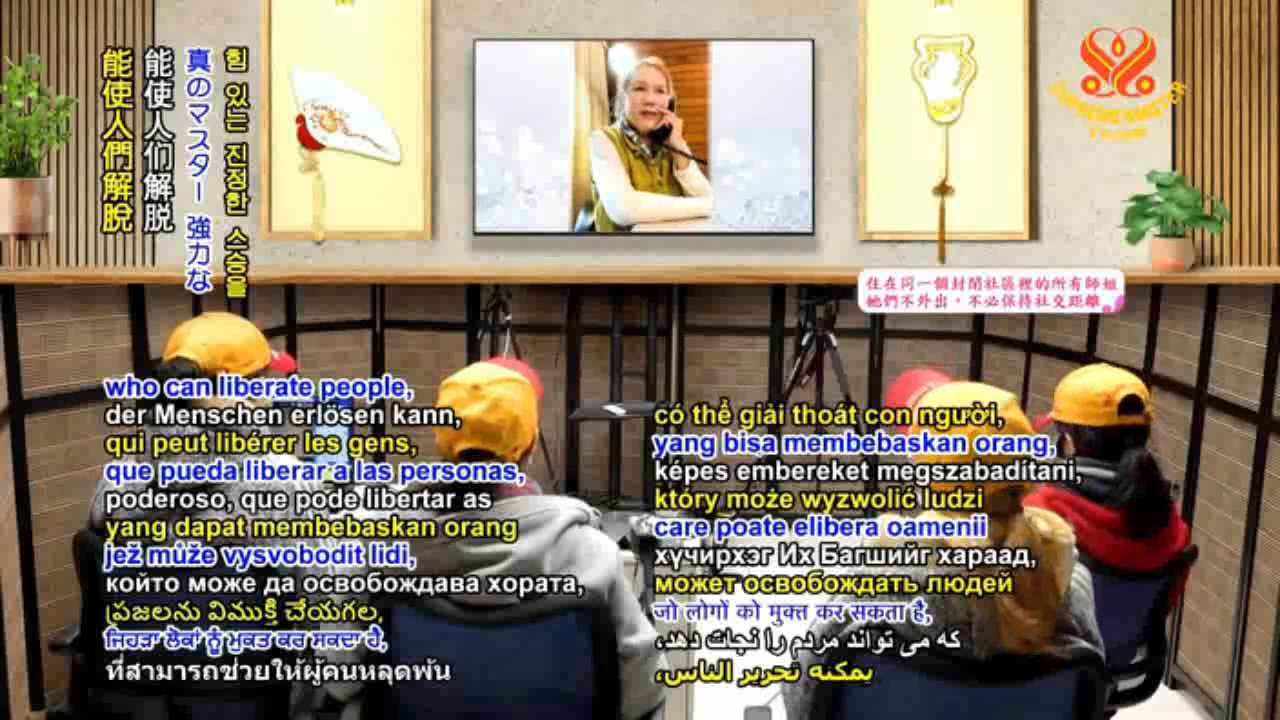 힘 있는 진정한 스승을
真のマスター 強力な
能使人们解脱
能使人們解脫
SUPREME MASTER
TELEVISION
住在同一個封閉社區裡的所有師姐
她們不外出，不必保持社交距離
who can liberate people,
der Menschen erlösen kann,
qui peut libérer les gens,
que pueda liberar a las personas,
poderoso, que pode libertar as
yang dapat membebaskan orang
jež může vysvobodit lidi,
който може да освобождава хората,
ప్రజలను విముక్తి చేయగల,
ਜਿਹੜਾ ਲੋਕਾਂ ਨੂੰ ਮੁਕਤ ਕਰ ਸਕਦਾ ਹੈ,
ที่สามารถช่วยให้ผู้คนหลุดพ้น
có thể giải thoát con người,
yang bisa membebaskan orang,
képes embereket megszabadítani,
który może wyzwolić ludzi
care poate elibera oamenii
хүчирхэг Их Багшийг хараад,
может освобождать людей
जो लोगों को मुक्त कर सकता है,
که می تواند مردم را نجات دهد،
يمكنه تحرير الناس،